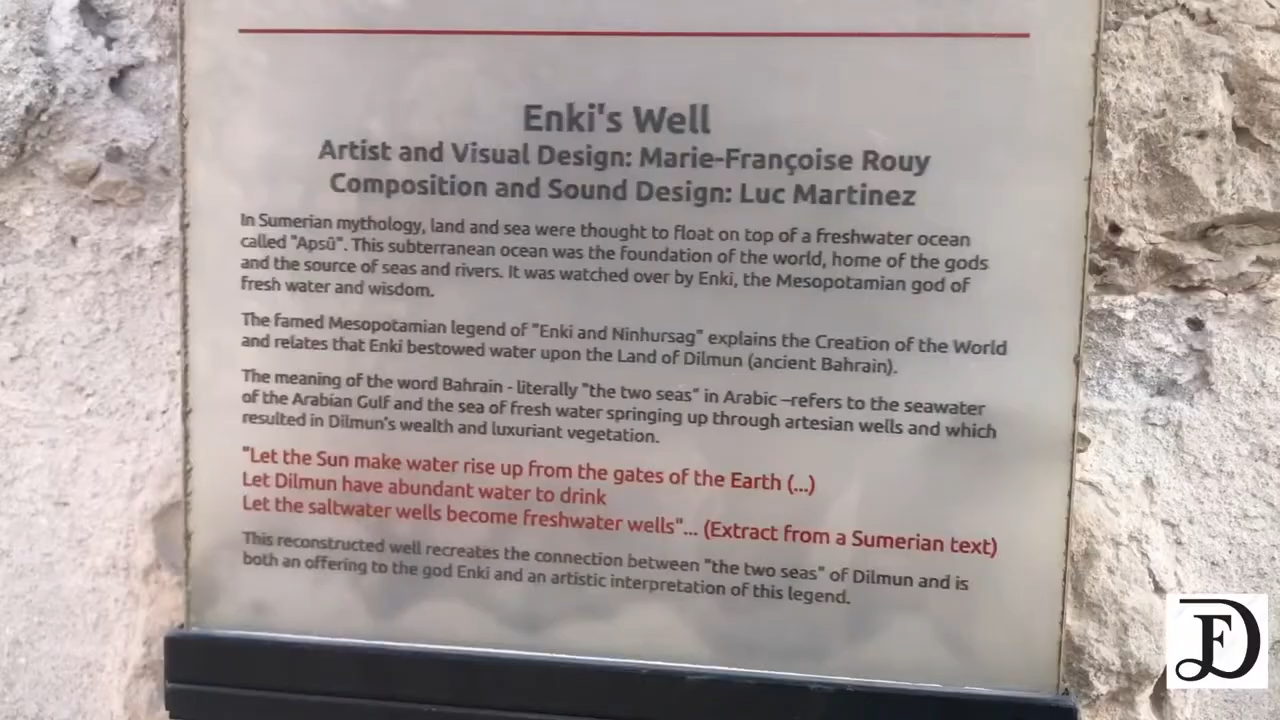 Enki's Well
Artist and Visual Design: Marie-Françoise Rouy
Composition and Sound Design: Luc Martinez
In Sumerian mythology, land and sea were thought to float on top of a freshwater ocean
called "Apsû". This subterranean ocean was the foundation of the world, home of the gods
and the source of seas and rivers. It was watched over by Enki, the Mesopotamian god of
fresh water and wisdom.
The famed Mesopotamian legend of "Enki and Ninhursag" explains the Creation of the World
and relates that Enki bestowed water upon the Land of Dilmun (ancient Bahrain).
The meaning of the word Bahrain - literally "the two seas" in Arabic –refers to the seawater
of the Arabian Gulf and the sea of fresh water springing up through artesian wells and which
resulted in Dilmun's wealth and luxuriant vegetation.
"Let the Sun make water rise up from the gates of the Earth (...)
Let Dilmun have abundant water to drink
Let the saltwater wells become freshwater wells"... (Extract from a Sumerian text)
This reconstructed well recreates the connection between "the two seas" of Dilmun and is
both an offering to the god Enki and an artistic interpretation of this legend.
FD